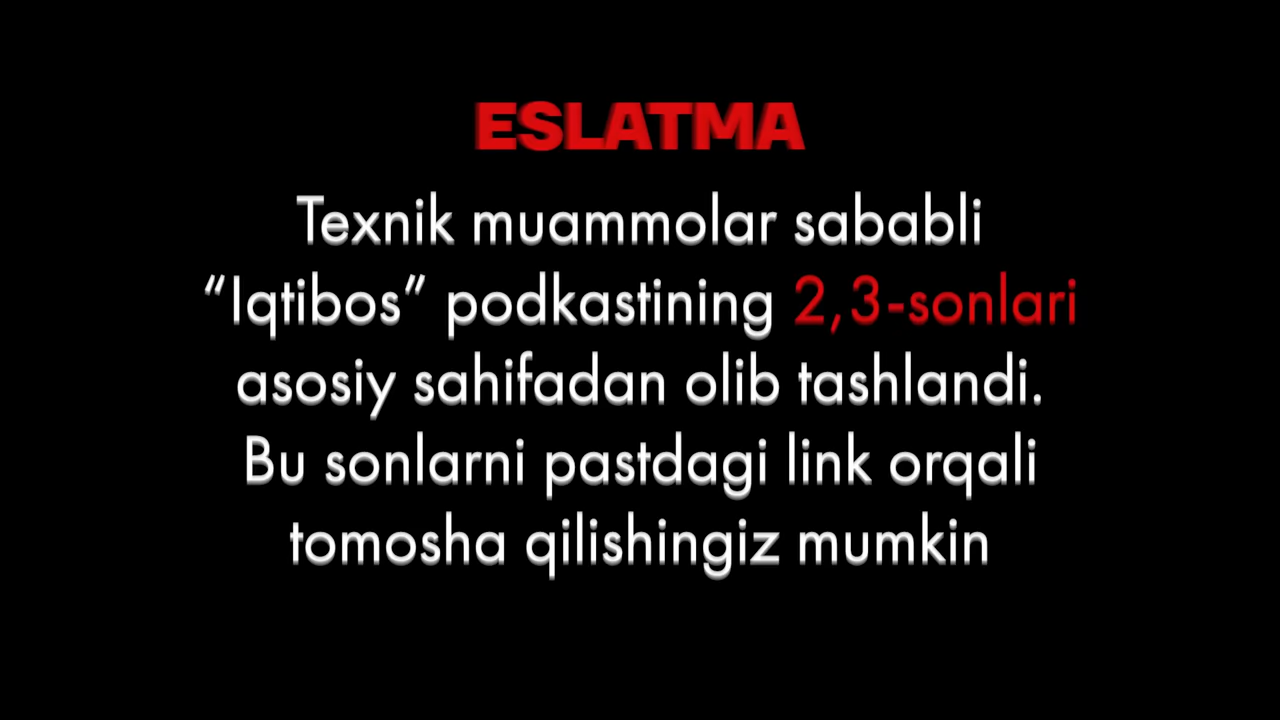 ESLATMA
Texnik muammolar sababli
“Iqtibos” podkastining 2,3-sonlari
asosiy sahifadan olib tashlandi.
Bu sonlarni pastdagi link orqali
tomosha qilishingiz mumkin